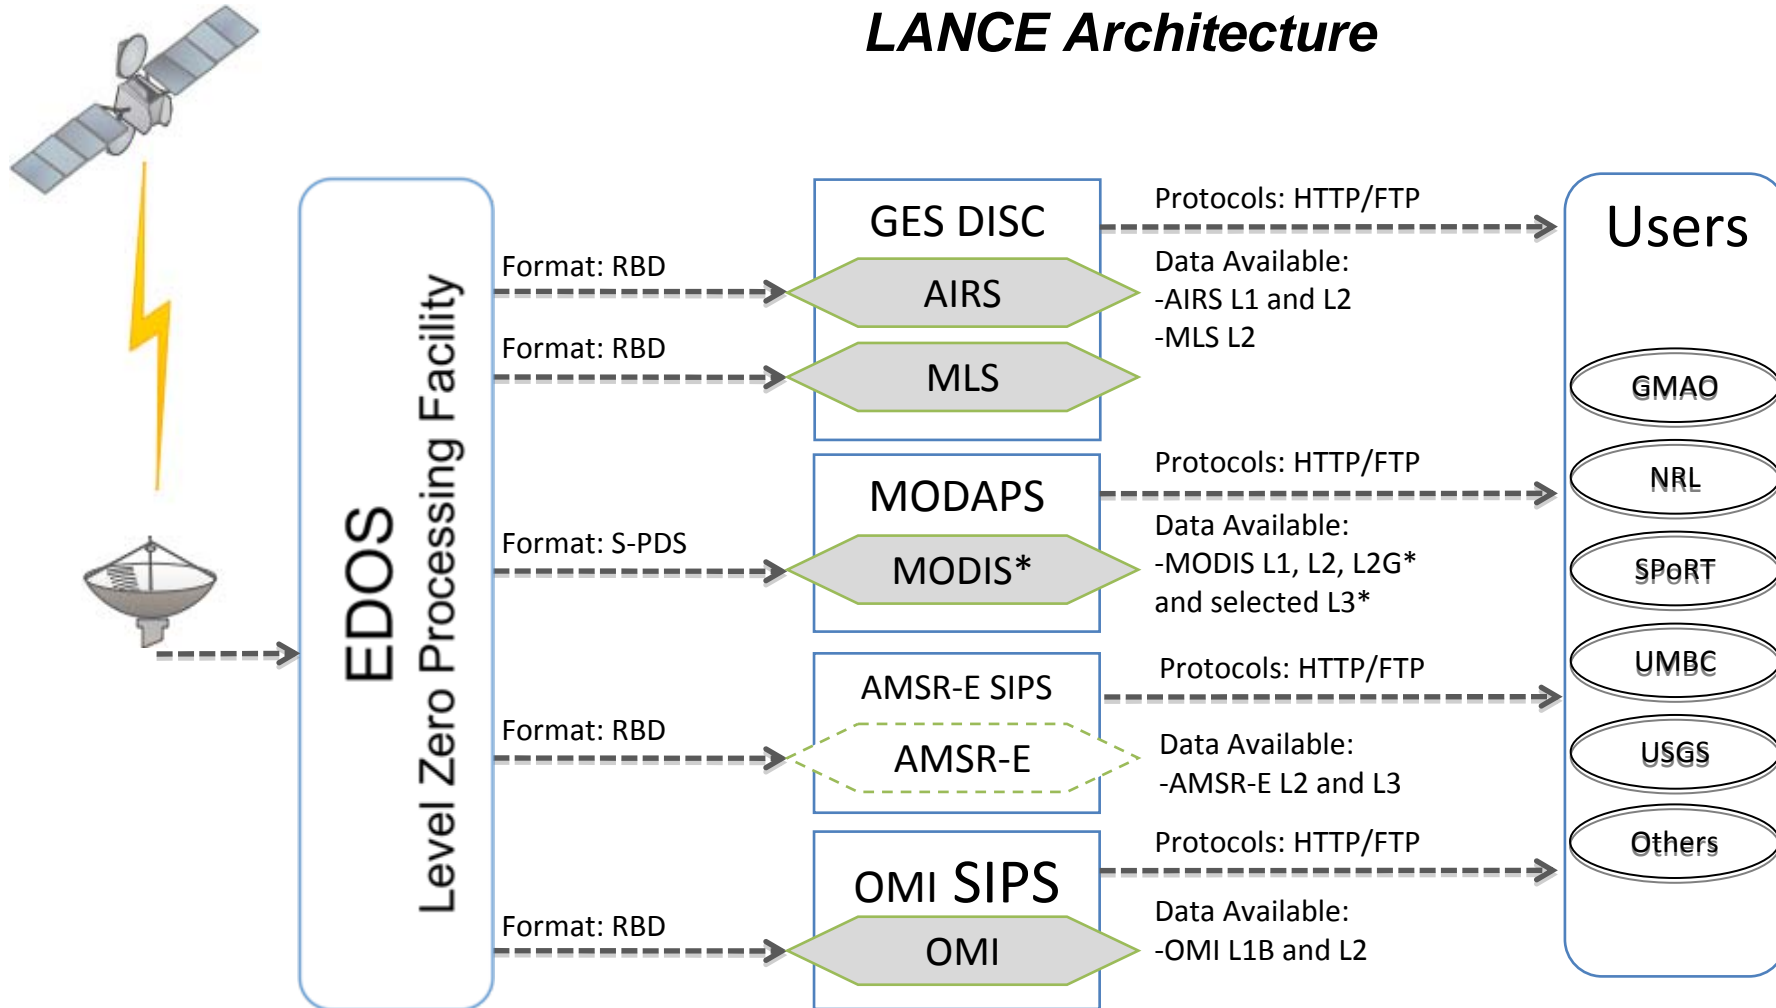 LANCE Architecture
EDOS
Level Zero Processing Facility
Format: RBD
Format: RBD
Format: S-PDS
Format: RBD
Format: RBD
GES DISC
AIRS
MLS
MODAPS
MODIS*
AMSR-E SIPS
AMSR-E
OMI SIPS
OMI
Protocols: HTTP/FTP
Data Available:
-AIRS L1 and L2
-MLS L2
Protocols: HTTP/FTP
Data Available:
-MODIS L1, L2, L2G*
and selected L3*
Protocols: HTTP/FTP
Data Available:
-AMSR-E L2 and L3
Protocols: HTTP/FTP
Data Available:
-OMI L1B and L2
Users
GMAO
NRL
SPoRT
UMBC
USGS
Others